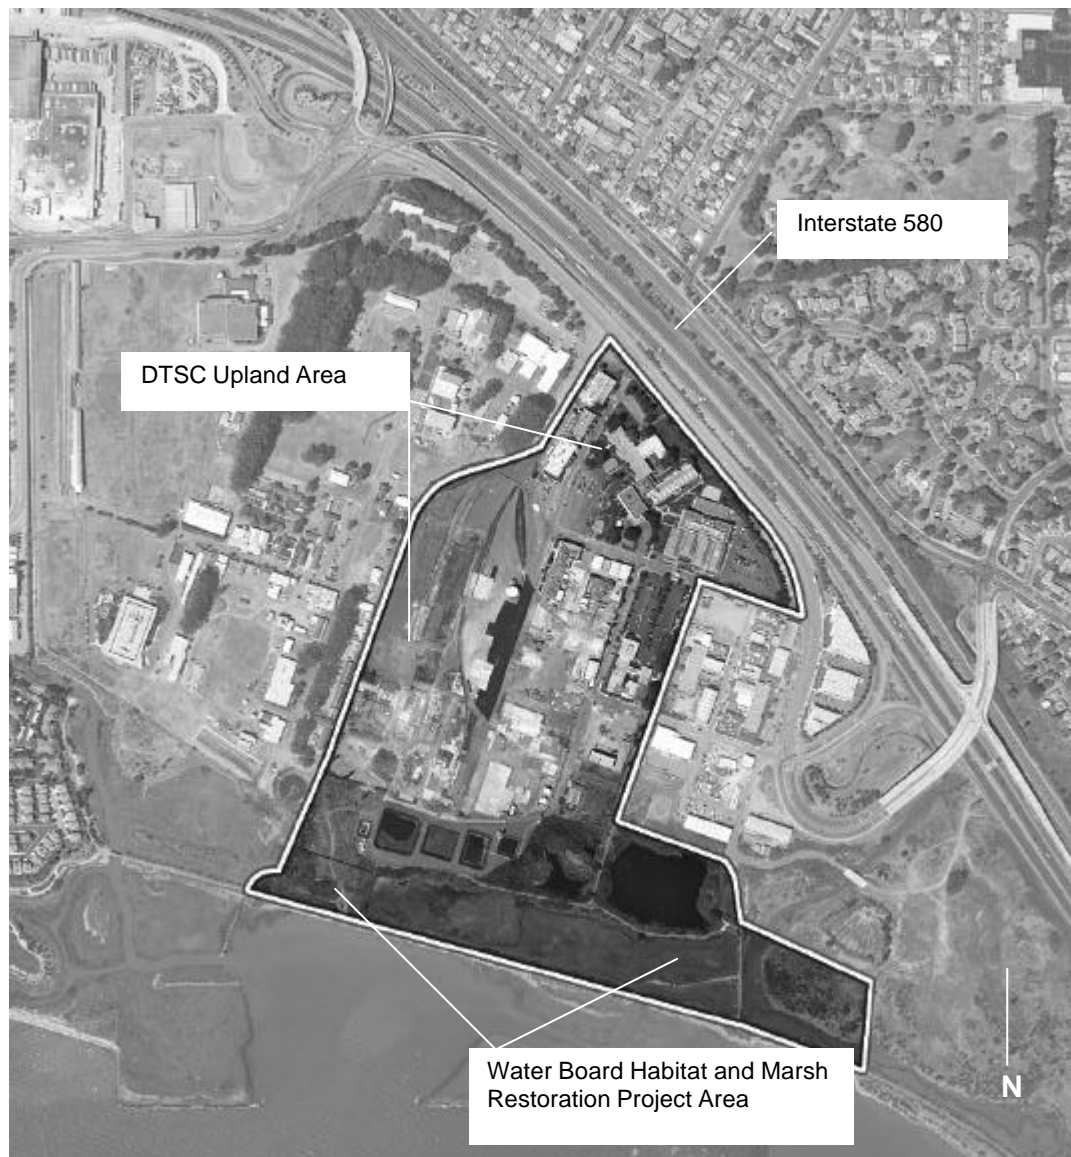 Interstate 580
DTSC Upland Area
Water Board Habitat and Marsh
Restoration Project Area
N